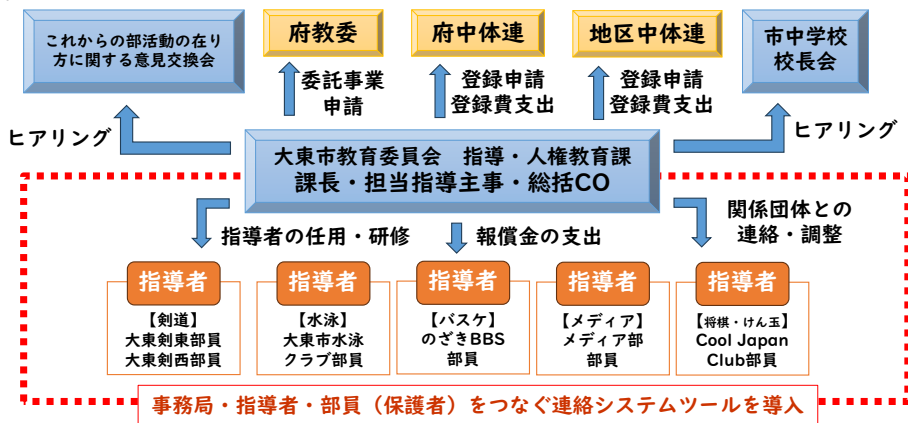 これからの部活動の在り
方に関する意見交換会
府教委
府中体連
地区中体連
市中学校
校長会
委託事業
申請
登録申請
登録費支出
登録申請
登録費支出
ヒアリング
ヒアリング
大東市教育委員会　指導・人権教育課
課長・担当指導主事・総括CO
指導者の任用・研修
報償金の支出
関係団体との
連絡・調整
指導者
【剣道】
大東剣東部員
大東剣西部員
指導者
【水泳】
大東市水泳
クラブ部員
指導者
【バスケ】
のざきBBS
部員
指導者
【メディア】
メディア部
部員
指導者
【将棋・けん玉】
Cool Japan
Club部員
事務局・指導者・部員（保護者）をつなぐ連絡システムツールを導入